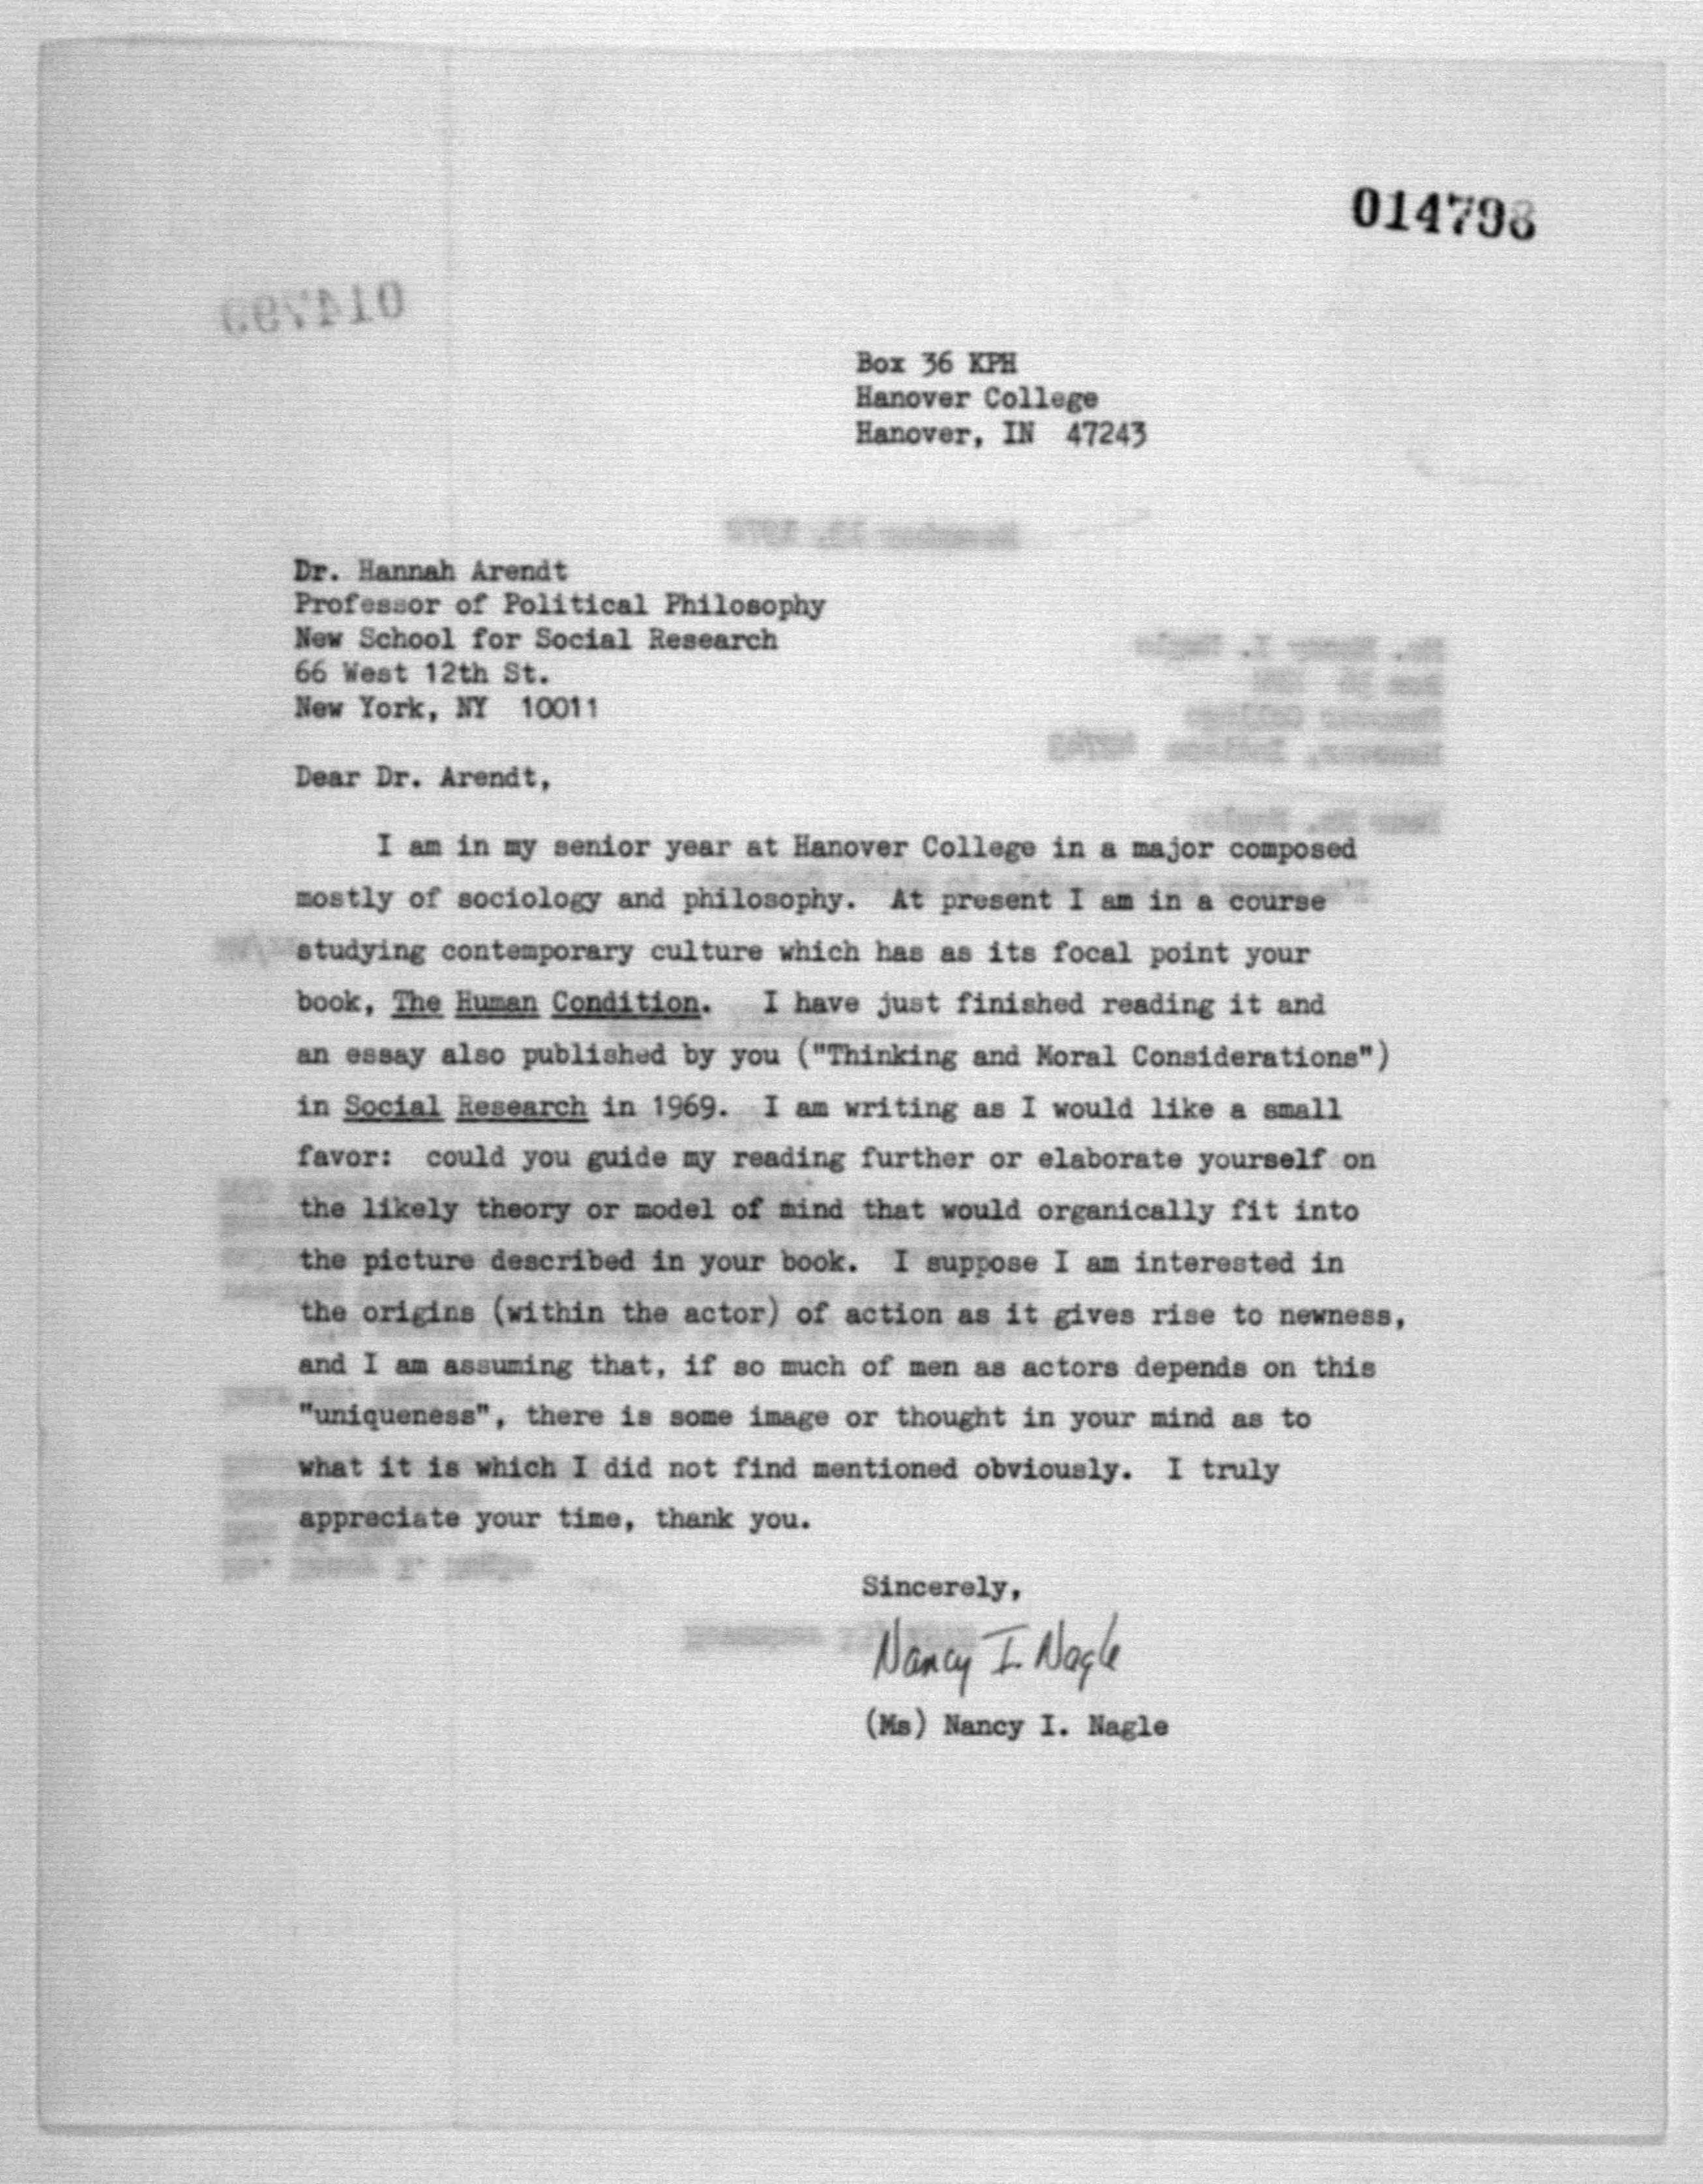 014798
Box 36 KPH
Hanover College
Hanover, IN 47243
Dr. Hannah Arendt
Professor of Political Philosophy
New School for Social Research
66 West 12th St.
New York, NY 10011
Dear Dr. Arendt,
I am in my senior year at Hanover College in a major composed
mostly of sociology and philosophy. At present I am in a course
studying contemporary culture which has as its focal point your
book, The Human Condition. I have just finished reading it and
an essay also published by you ("Thinking and Moral Considerations")
in Social Research in 1969. I am writing as I would like a small
favor: could you guide my reading further or elaborate yourself on
the likely theory or model of mind that would organically fit into
the picture described in your book. I suppose I am interested in
the origins (within the actor) of action as it gives rise to newness,
and I am assuming that, if so much of men as actors depends on this
"uniqueness", there is some image or thought in your mind as to
what it is which I did not find mentioned obviously. I truly
appreciate your time, thank you.
Sincerely,
Nancy I. Nagle
(Ms) Nancy I. Nagle